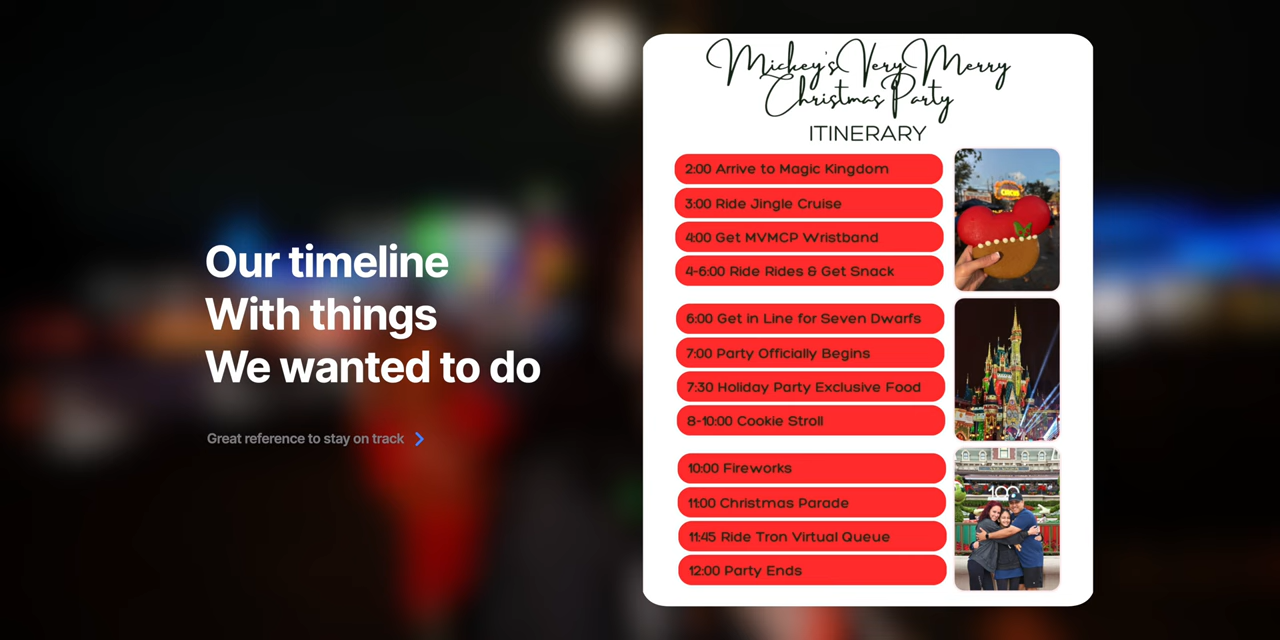 Our timeline
With things
We wanted to do
Great reference to stay on track
Mickey's Very Merry
Christmas Party
ITINERARY
2:00 Arrive to Magic Kingdom
3:00 Ride Jingle Cruise
4:00 Get MVMCP Wristband
4-6:00 Ride Rides & Get Snack
6:00 Get in Line for Seven Dwarfs
7:00 Party Officially Begins
7:30 Holiday Party Exclusive Food
8-10:00 Cookie Stroll
10:00 Fireworks
11:00 Christmas Parade
11:45 Ride Tron Virtual Queue
12:00 Party Ends
CIRCUS
100